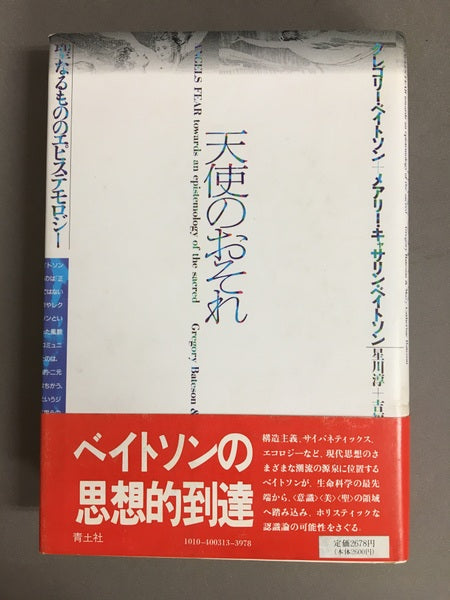 グレゴリー・ベイトソン+メアリー・キャサリン・ベイトソン
星川淳+吉
天使のおそれ
ANGELS FEAR towards an epistemology of the sacred
Gregory Bateson &
聖なるもののエピステモロジー
ベイトソンの
思想的到達
構造主義、サイバネティックス、
エコロジーなど、現代思想のさ
まざまな潮流の源泉に位置する
ベイトソンが、生命科学の最先
端から、〈意識〉〈美〉〈聖〉の領域
へ踏み込み、ホリスティックな
認識論の可能性をさぐる。
青土社
1010-400313-3978
定価2678円
(本体2600円)